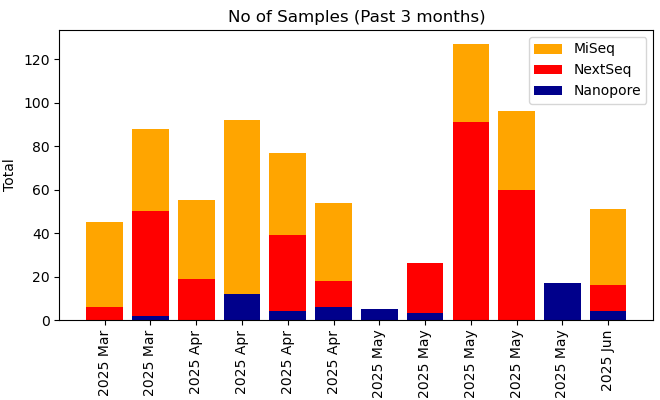 No of Samples (Past 3 months)
MiSeq
NextSeq
Nanopore
Total
120
100
80
60
40
20
0
2025 Mar
2025 Mar
2025 Apr
2025 Apr
2025 Apr
2025 Apr
2025 May
2025 May
2025 May
2025 May
2025 May
2025 Jun